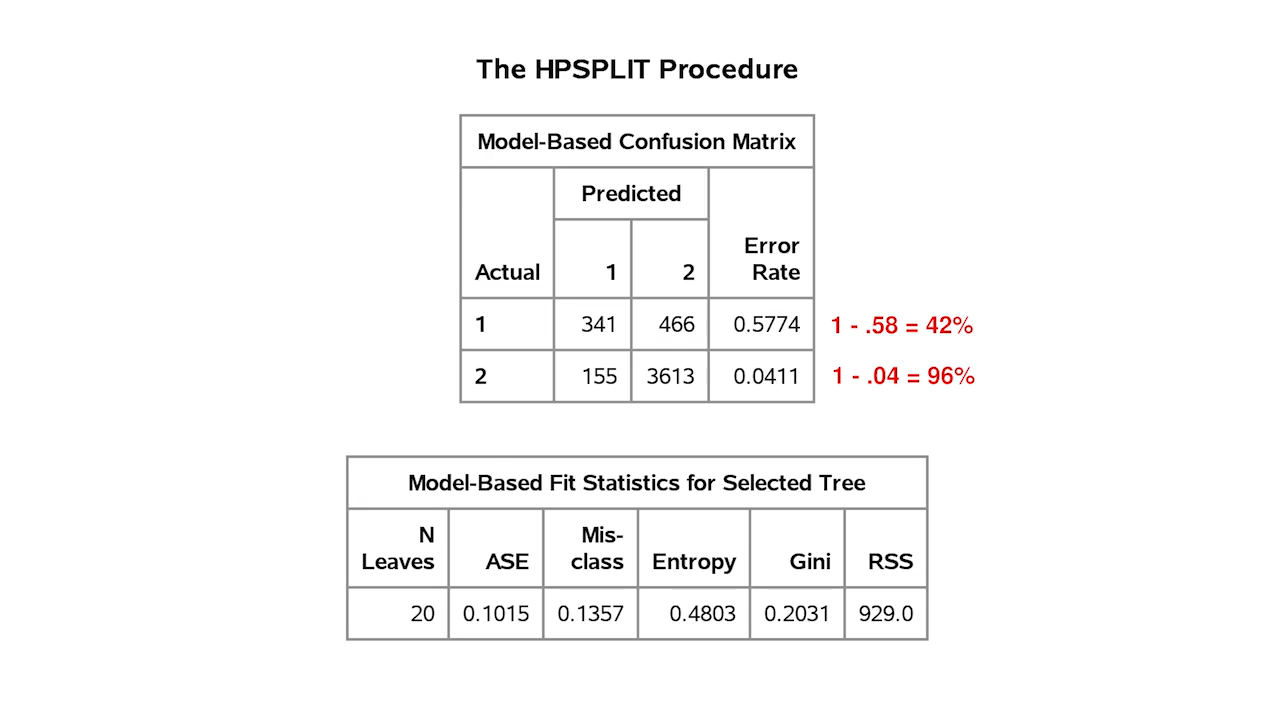 The HPSPLIT Procedure
Model-Based Confusion Matrix
Predicted
Actual 1 2 Error Rate
1 341 466 0.5774 1 - .58 = 42%
2 155 3613 0.0411 1 - .04 = 96%
Model-Based Fit Statistics for Selected Tree
N Leaves ASE Mis-class Entropy Gini RSS
20 0.1015 0.1357 0.4803 0.2031 929.0